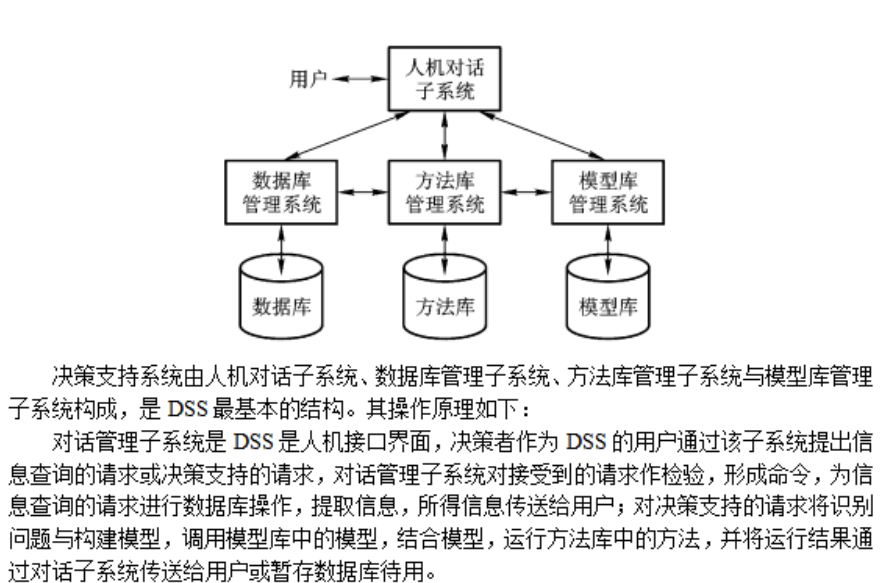 用户
人机对话
子系统
数据库
管理系统
方法库
管理系统
模型库
管理系统
数据库
方法库
模型库
决策支持系统由人机对话子系统、数据库管理子系统、方法库管理子系统与模型库管理
子系统构成，是 DSS 最基本的结构。其操作原理如下：
对话管理子系统是 DSS 是人机接口界面，决策者作为 DSS 的用户通过该子系统提出信
息查询的请求或决策支持的请求，对话管理子系统对接受到的请求作检验，形成命令，为信
息查询的请求进行数据库操作，提取信息，所得信息传送给用户；对决策支持的请求将识别
问题与构建模型，调用模型库中的模型，结合模型，运行方法库中的方法，并将运行结果通
过对话子系统传送给用户或暂存数据库待用。